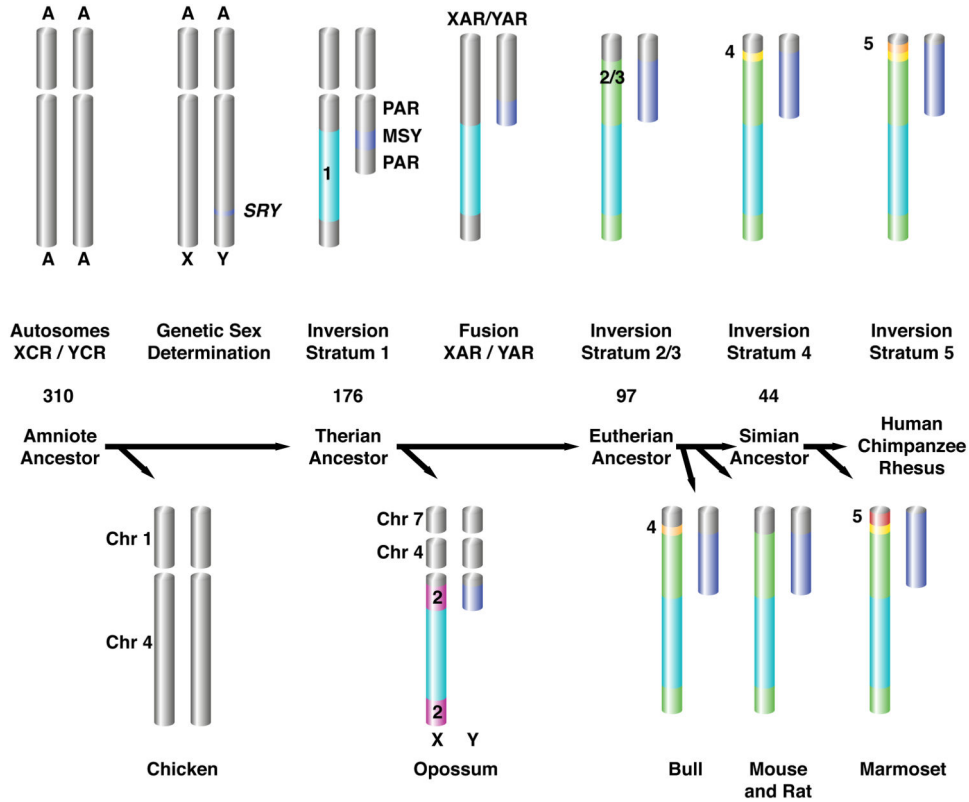 A A A A XAR/YAR
4 5
2/3
PAR
MSY
PAR
1
SRY
A A X Y
Autosomes
XCR / YCR
Genetic Sex
Determination
Inversion
Stratum 1
Fusion
XAR / YAR
Inversion
Stratum 2/3
Inversion
Stratum 4
Inversion
Stratum 5
310 176 97 44
Amniote
Ancestor
Therian
Ancestor
Eutherian
Ancestor
Simian
Ancestor
Human
Chimpanzee
Rhesus
Chr 1
Chr 4
Chr 7
Chr 4
2
2
X Y
4
5
Chicken
Opossum
Bull
Mouse
and Rat
Marmoset